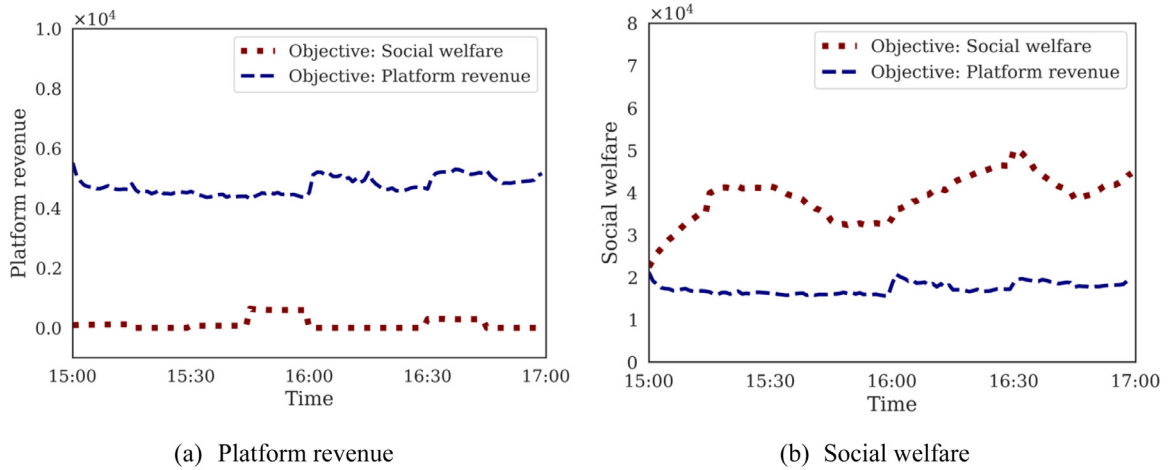 ×10⁴
1.0
0.8
0.6
0.4
0.2
0.0
Platform revenue
Objective: Social welfare
Objective: Platform revenue
15:00 15:30 16:00 16:30 17:00
Time
(a) Platform revenue
×10⁴
8
7
6
5
4
3
2
1
0
Social welfare
Objective: Social welfare
Objective: Platform revenue
15:00 15:30 16:00 16:30 17:00
Time
(b) Social welfare